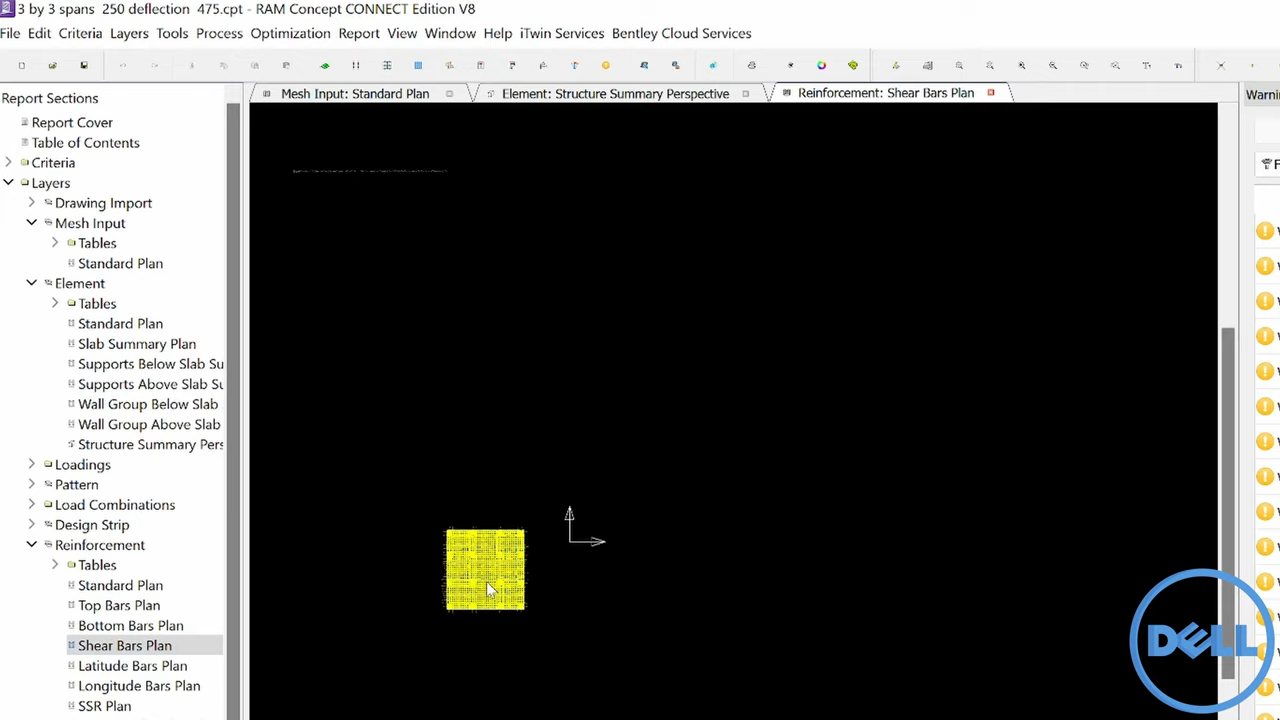 3 by 3 spans 250 deflection 475.cpt - RAM Concept CONNECT Edition V8
File Edit Criteria Layers Tools Process Optimization Report View Window Help iTwin Services Bentley Cloud Services
Mesh Input: Standard Plan
Element: Structure Summary Perspective
Reinforcement: Shear Bars Plan
Warnin
Report Sections
Report Cover
Table of Contents
Criteria
Layers
Drawing Import
Mesh Input
Tables
Standard Plan
Element
Tables
Standard Plan
Slab Summary Plan
Supports Below Slab Su
Supports Above Slab Su
Wall Group Below Slab
Wall Group Above Slab
Structure Summary Pers
Loadings
Pattern
Load Combinations
Design Strip
Reinforcement
Tables
Standard Plan
Top Bars Plan
Bottom Bars Plan
Shear Bars Plan
Latitude Bars Plan
Longitude Bars Plan
SSR Plan
DELL